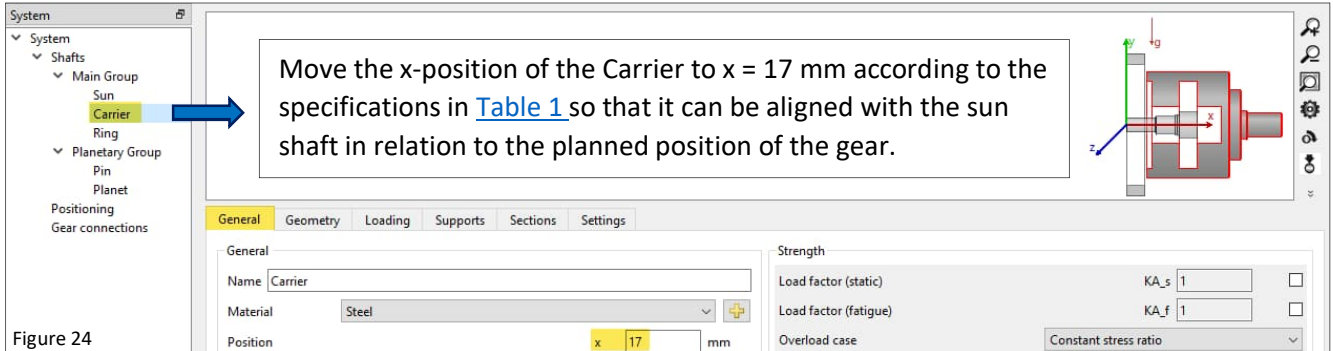 System
System
Shafts
Main Group
Sun
Carrier
Ring
Planetary Group
Pin
Planet
Positioning
Gear connections
Figure 24
Move the x-position of the Carrier to x = 17 mm according to the
specifications in Table 1 so that it can be aligned with the sun
shaft in relation to the planned position of the gear.
y
g
x
z
General Geometry Loading Supports Sections Settings
General
Name Carrier
Material Steel
Position x 17 mm
Strength
Load factor (static) KA_s 1
Load factor (fatigue) KA_f 1
Overload case Constant stress ratio